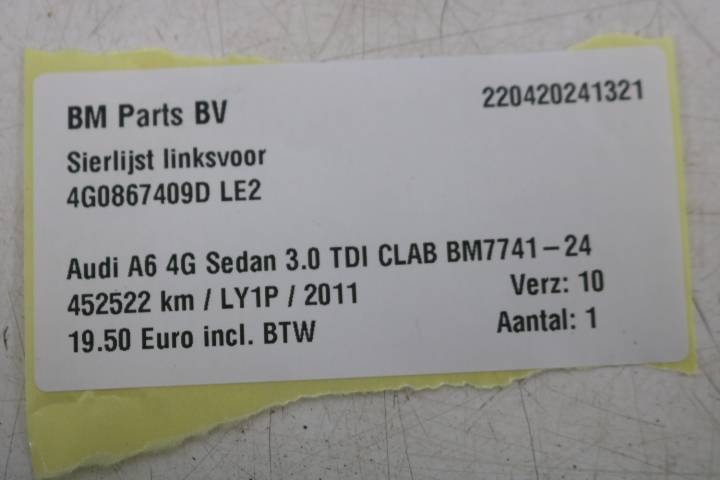 BM Parts BV
220420241321
Sierlijst linksvoor
4G0867409D LE2
Audi A6 4G Sedan 3.0 TDI CLAB BM7741-24
452522 km / LY1P / 2011
Verz: 10
19.50 Euro incl. BTW
Aantal: 1